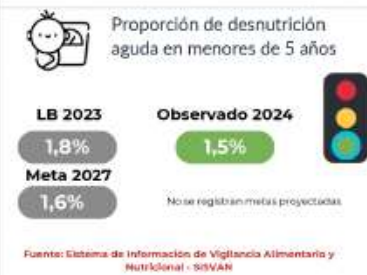 Proporción de desnutrición
aguda en menores de 5 años
LB 2023
Observado 2024
1,8%
1,5%
Meta 2027
1,6%
No se registran metas proyectadas
Fuente: Sistema de Información de Vigilancia Alimentario y
Nutricional - SISVAN